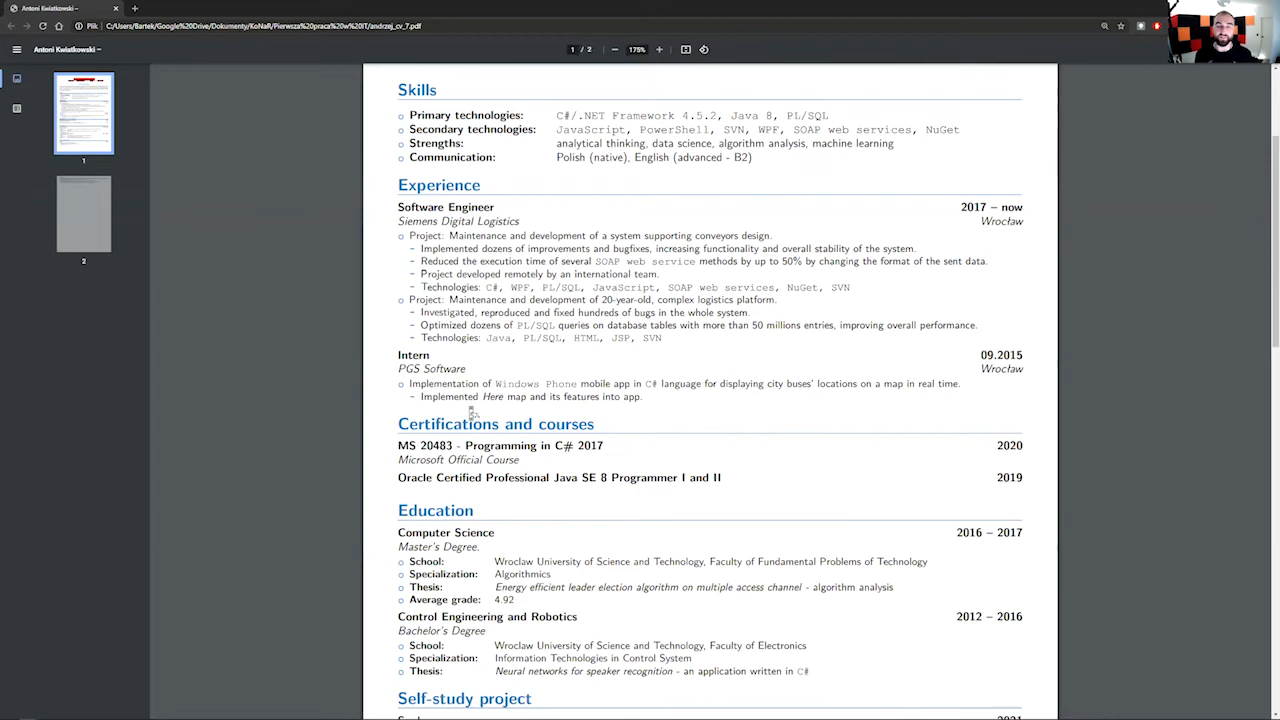 Antoni Kwiatkowski –
Plik C:/Users/Bartek/Google%20Drive/Dokumenty/KoNaR/Pierwsza%20praca%20w%20IT/andrzej_cv_7.pdf
Antoni Kwiatkowski – 1 / 2 175%
1
2
Skills
Primary technologies: C#/.NET Framework 4.5.2, Java 8, PL/SQL
Secondary technologies: JavaScript, PowerShell, SVN, SOAP web services, NuGet
Strengths: analytical thinking, data science, algorithm analysis, machine learning
Communication: Polish (native), English (advanced - B2)
Experience
Software Engineer 2017 – now
Siemens Digital Logistics Wrocław
Project: Maintenance and development of a system supporting conveyors design.
– Implemented dozens of improvements and bugfixes, increasing functionality and overall stability of the system.
– Reduced the execution time of several SOAP web service methods by up to 50% by changing the format of the sent data.
– Project developed remotely by an international team.
– Technologies: C#, WPF, PL/SQL, JavaScript, SOAP web services, NuGet, SVN
Project: Maintenance and development of 20-year-old, complex logistics platform.
– Investigated, reproduced and fixed hundreds of bugs in the whole system.
– Optimized dozens of PL/SQL queries on database tables with more than 50 millions entries, improving overall performance.
– Technologies: Java, PL/SQL, HTML, JSP, SVN
Intern 09.2015
PGS Software Wrocław
Implementation of Windows Phone mobile app in C# language for displaying city buses' locations on a map in real time.
– Implemented Here map and its features into app.
Certifications and courses
MS 20483 - Programming in C# 2017 2020
Microsoft Official Course
Oracle Certified Professional Java SE 8 Programmer I and II 2019
Education
Computer Science 2016 – 2017
Master's Degree.
School: Wroclaw University of Science and Technology, Faculty of Fundamental Problems of Technology
Specialization: Algorithmics
Thesis: Energy efficient leader election algorithm on multiple access channel - algorithm analysis
Average grade: 4.92
Control Engineering and Robotics 2012 – 2016
Bachelor's Degree
School: Wroclaw University of Science and Technology, Faculty of Electronics
Specialization: Information Technologies in Control System
Thesis: Neural networks for speaker recognition - an application written in C#
Self-study project